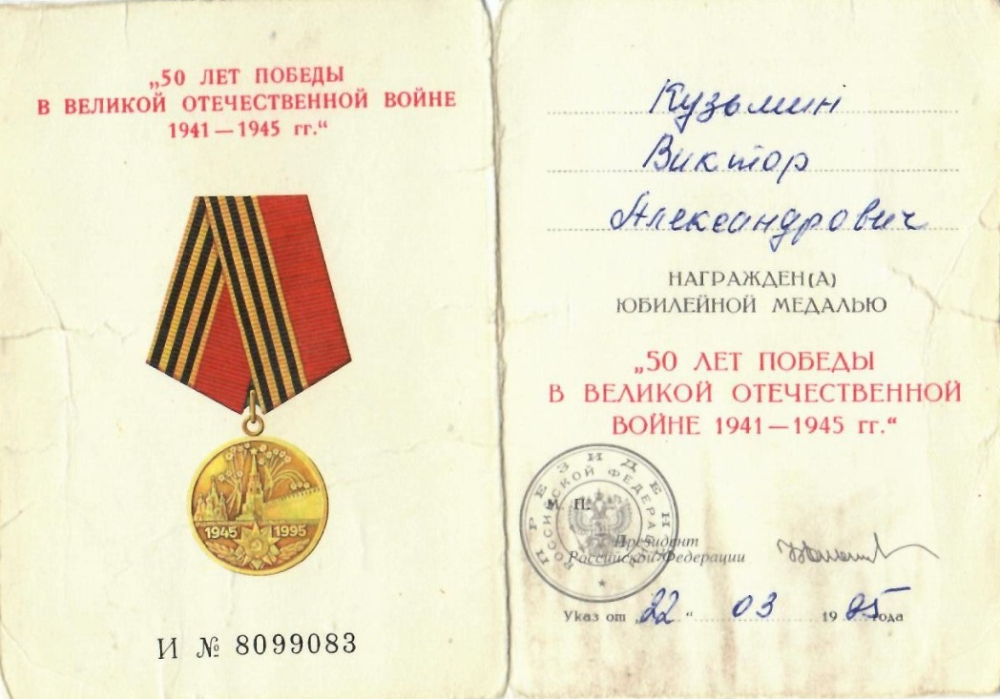 „50 ЛЕТ ПОБЕДЫ
В ВЕЛИКОЙ ОТЕЧЕСТВЕННОЙ ВОЙНЕ
1941 — 1945 гг.“
1945 1995
И № 8099083
Кузьмин
Виктор
Александрович
НАГРАЖДЕН(А)
ЮБИЛЕЙНОЙ МЕДАЛЬЮ
„50 ЛЕТ ПОБЕДЫ
В ВЕЛИКОЙ ОТЕЧЕСТВЕННОЙ
ВОЙНЕ 1941 — 1945 гг.“
ПРЕЗИДЕНТ
РОССИЙСКОЙ ФЕДЕРАЦИИ
М. П.
Президент
Российской Федерации
Указ от „22“ 03 1995 года